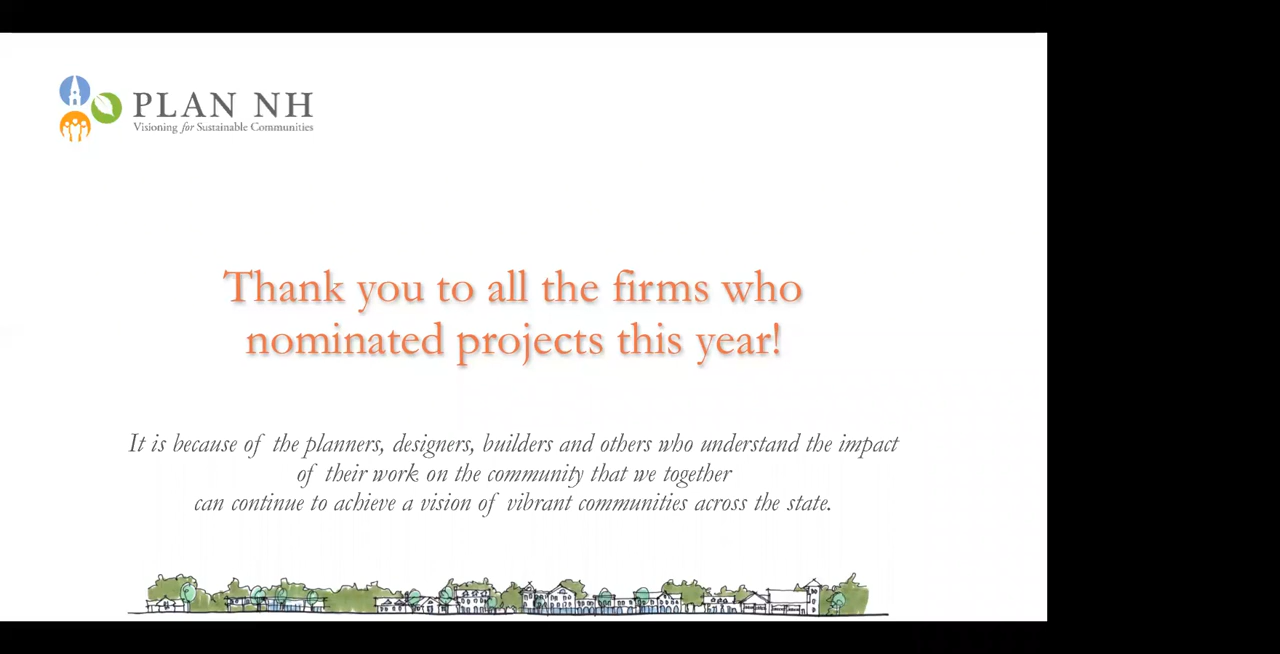 PLAN NH
Visioning for Sustainable Communities
Thank you to all the firms who
nominated projects this year!
It is because of the planners, designers, builders and others who understand the impact
of their work on the community that we together
can continue to achieve a vision of vibrant communities across the state.